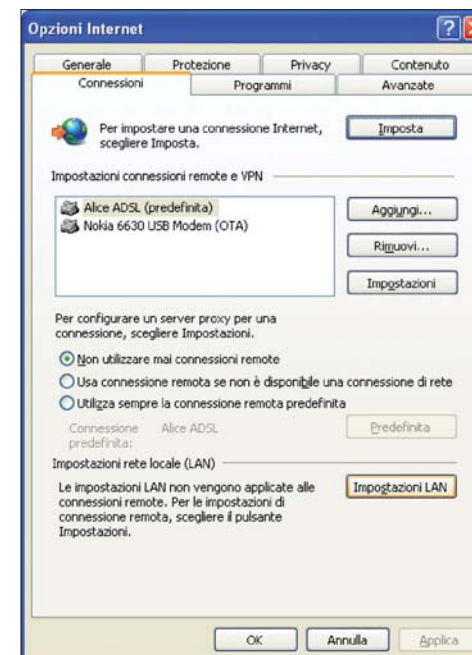 Opzioni Internet
?
Generale Protezione Privacy Contenuto
Connessioni Programmi Avanzate
Per impostare una connessione Internet,
scegliere Imposta.
Imposta
Impostazioni connessioni remote e VPN
Alice ADSL (predefinita)
Nokia 6630 USB Modem (OTA)
Aggiungi...
Rimuovi...
Impostazioni
Per configurare un server proxy per una
connessione, scegliere Impostazioni.
Non utilizzare mai connessioni remote
Usa connessione remota se non è disponibile una connessione di rete
Utilizza sempre la connessione remota predefinita
Connessione
predefinita:
Alice ADSL
Predefinita
Impostazioni rete
locale (LAN)
Le impostazioni LAN non vengono applicate alle
connessioni remote. Per le impostazioni di
connessione remota, scegliere il pulsante
Impostazioni.
Impostazioni LAN
OK Annulla Applica